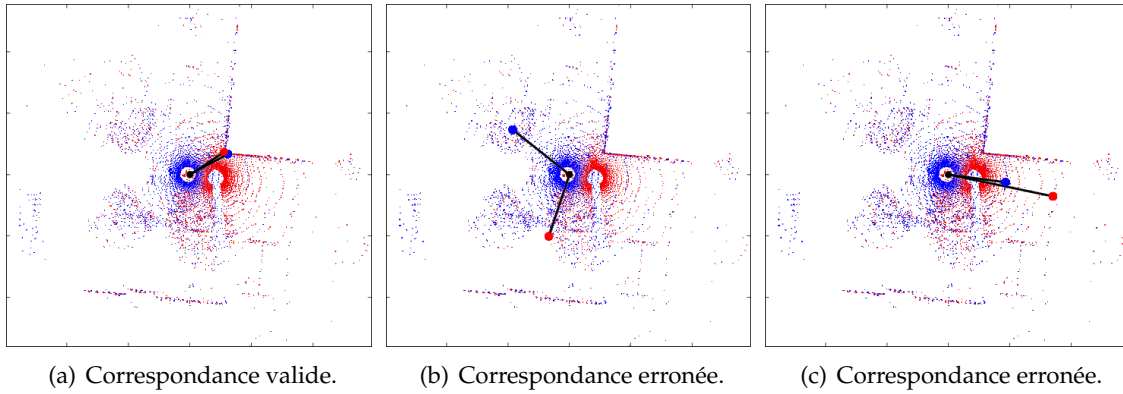 (a) Correspondance valide.
(b) Correspondance erronée.
(c) Correspondance erronée.